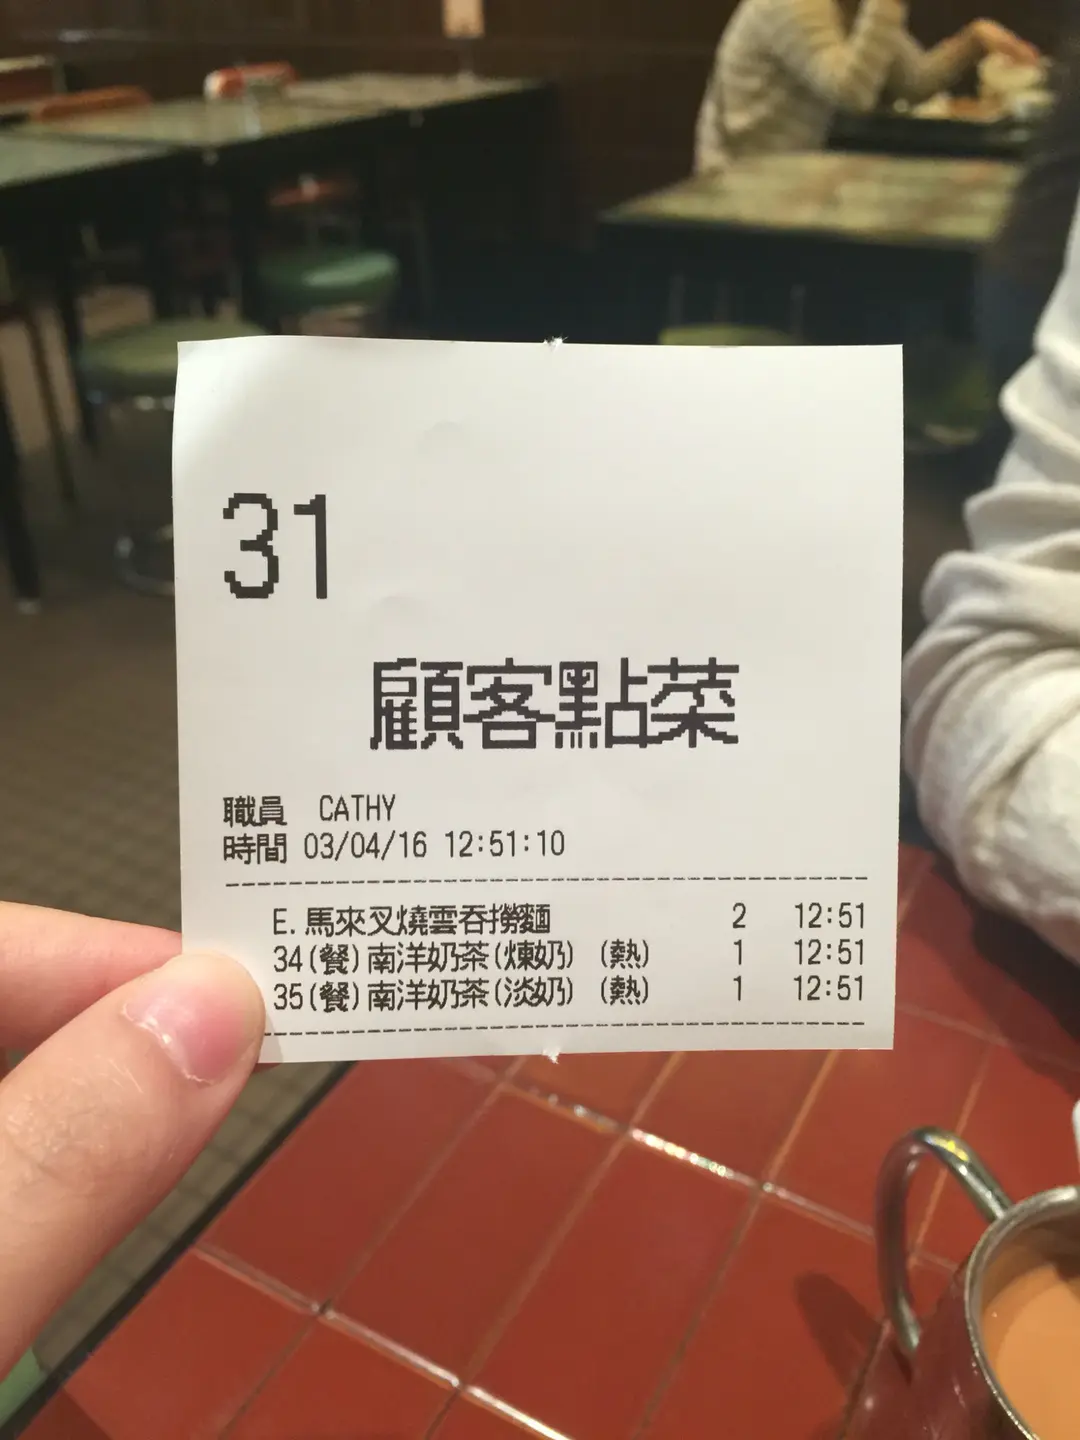 31
顧客點菜
職員 CATHY
時間 03/04/16 12:51:10
E. 馬來叉燒雲吞撈麵 2 12:51
34(餐)南洋奶茶(煉奶) (熱) 1 12:51
35(餐)南洋奶茶(淡奶) (熱) 1 12:51